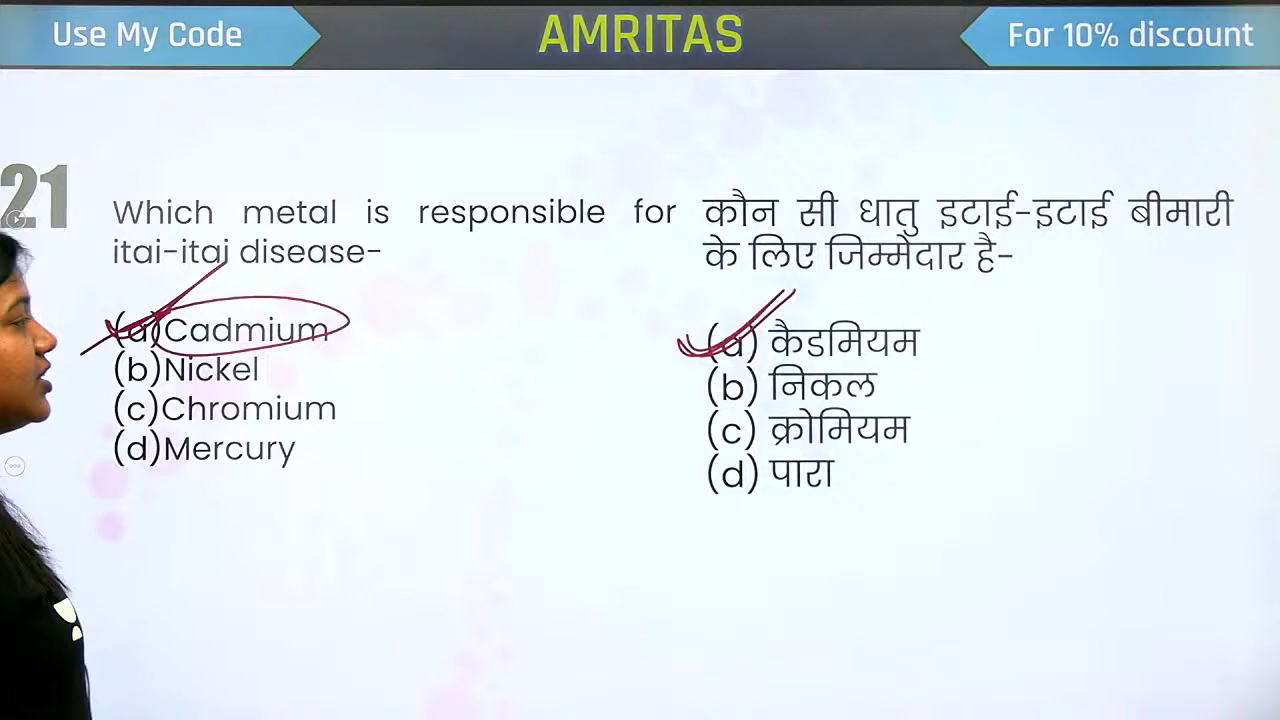 Use My Code
AMRITAS
For 10% discount
21
Which metal is responsible for
itai-itai disease-
(a)Cadmium
(b)Nickel
(c)Chromium
(d)Mercury
कौन सी धातु इटाई-इटाई बीमारी
के लिए जिम्मेदार है-
(a) कैडमियम
(b) निकल
(c) क्रोमियम
(d) पारा